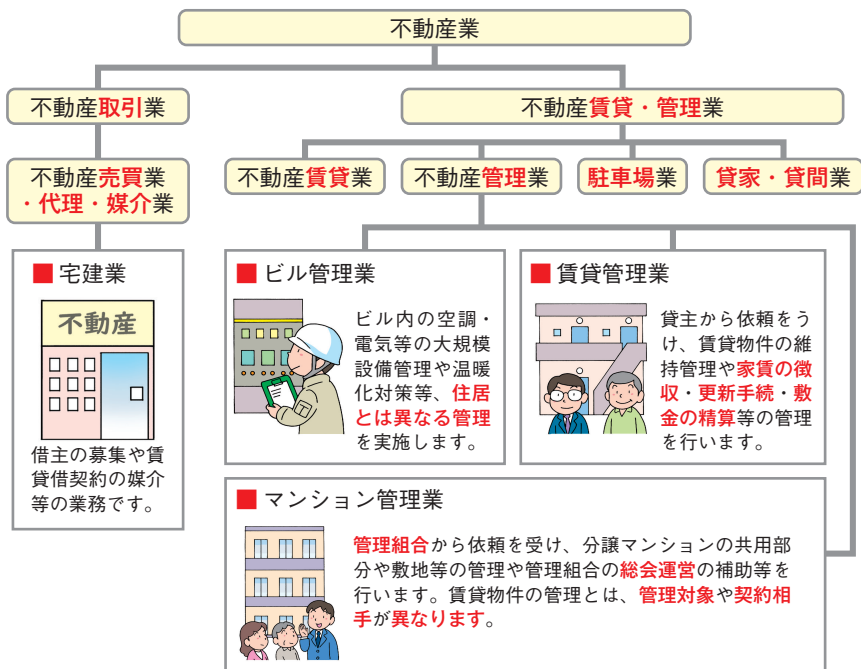 不動産業
不動産取引業
不動産賃貸・管理業
不動産売買業
・代理・媒介業
不動産賃貸業
不動産管理業
駐車場業
貸家・貸間業
■ 宅建業
不動産
借主の募集や賃
貸借契約の媒介
等の業務です。
■ ビル管理業
ビル内の空調・
電気等の大規模
設備管理や温暖
化対策等、住居
とは異なる管理
を実施します。
■ 賃貸管理業
貸主から依頼をう
け、賃貸物件の維
持管理や家賃の徴
収・更新手続・敷
金の精算等の管理
を行います。
■ マンション管理業
管理組合から依頼を受け、分譲マンションの共用部
分や敷地等の管理や管理組合の総会運営の補助等を
行います。賃貸物件の管理とは、管理対象や契約相
手が異なります。